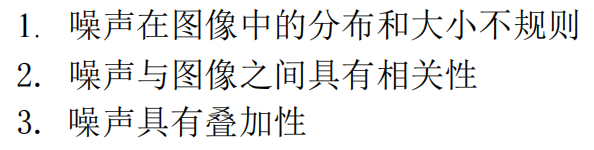 1. 噪声在图像中的分布和大小不规则
2. 噪声与图像之间具有相关性
3. 噪声具有叠加性